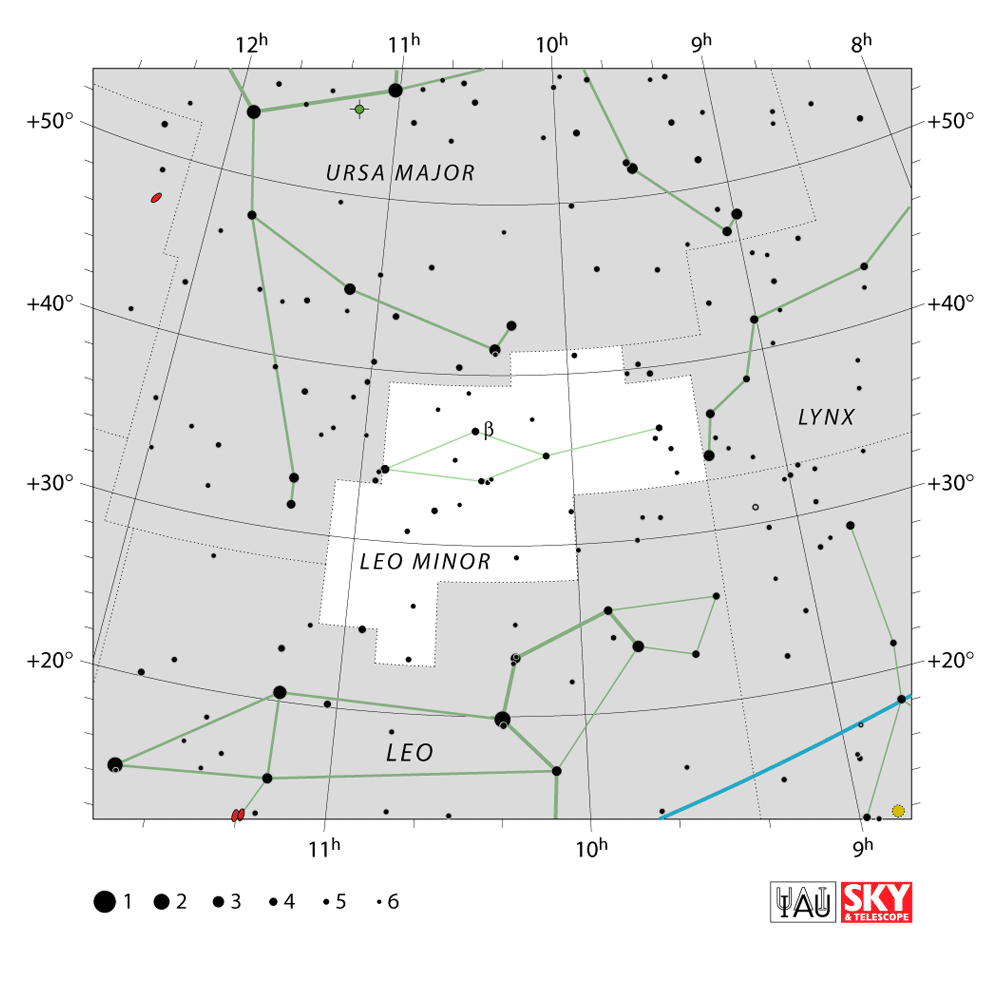 12h 11h 10h 9h 8h
+50° +50°
URSA MAJOR
+40° +40°
LYNX
β
+30° +30°
LEO MINOR
+20° +20°
LEO
11h 10h 9h
1 2 3 4 5 6
IAU SKY
& TELESCOPE